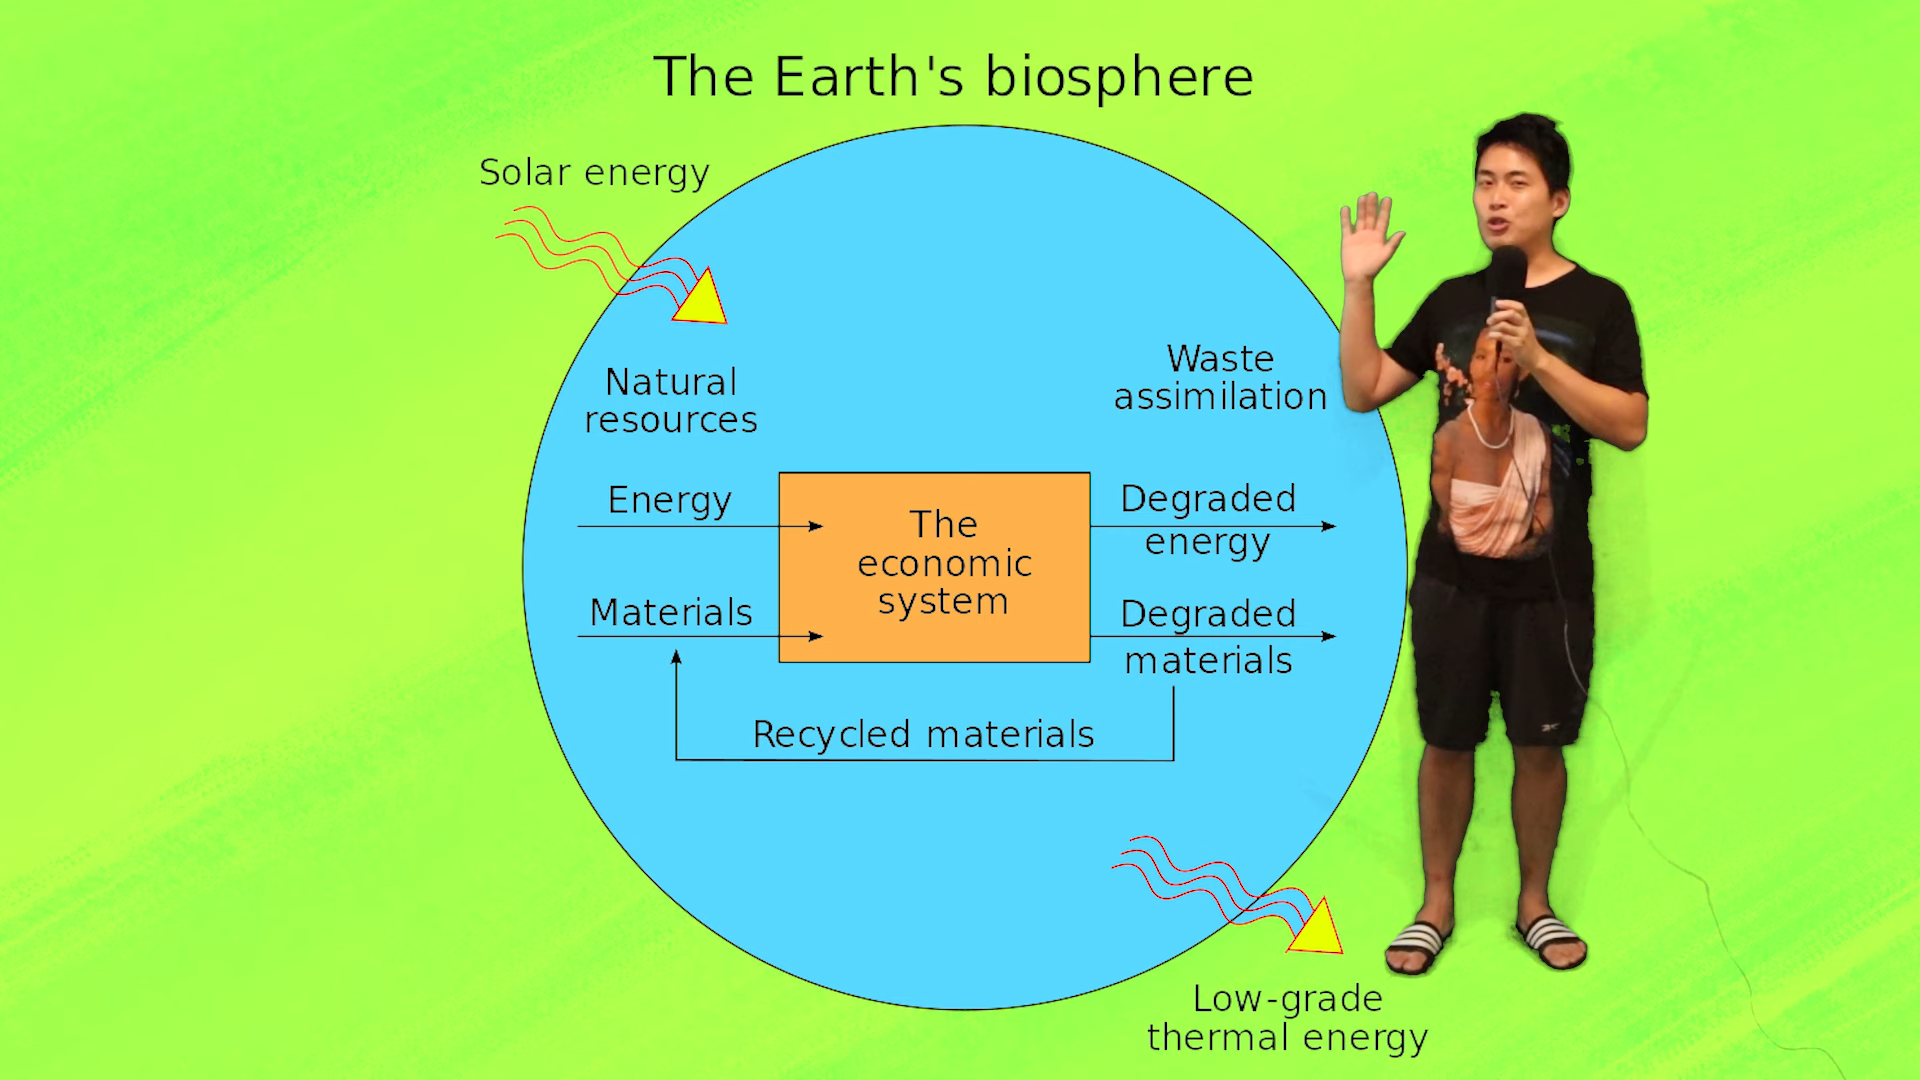 The Earth's biosphere
Solar energy
Natural
resources
Waste
assimilation
Energy
Materials
The
economic
system
Degraded
energy
Degraded
materials
Recycled materials
Low-grade
thermal energy